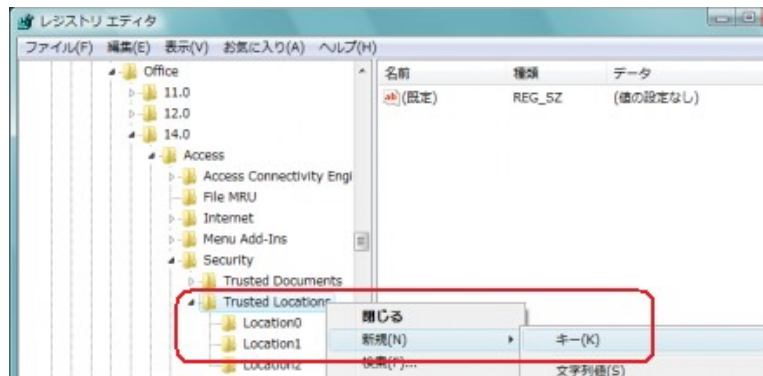 レジストリ エディタ
ファイル(F) 編集(E) 表示(V) お気に入り(A) ヘルプ(H)
Office
11.0
12.0
14.0
Access
Access Connectivity Engi
File MRU
Internet
Menu Add-Ins
Security
Trusted Documents
Trusted Locations
Location0
Location1
Location2
名前 種類 データ
ab (既定) REG_SZ (値の設定なし)
閉じる
新規(N)
検索(F)...
キー(K)
文字列値(S)